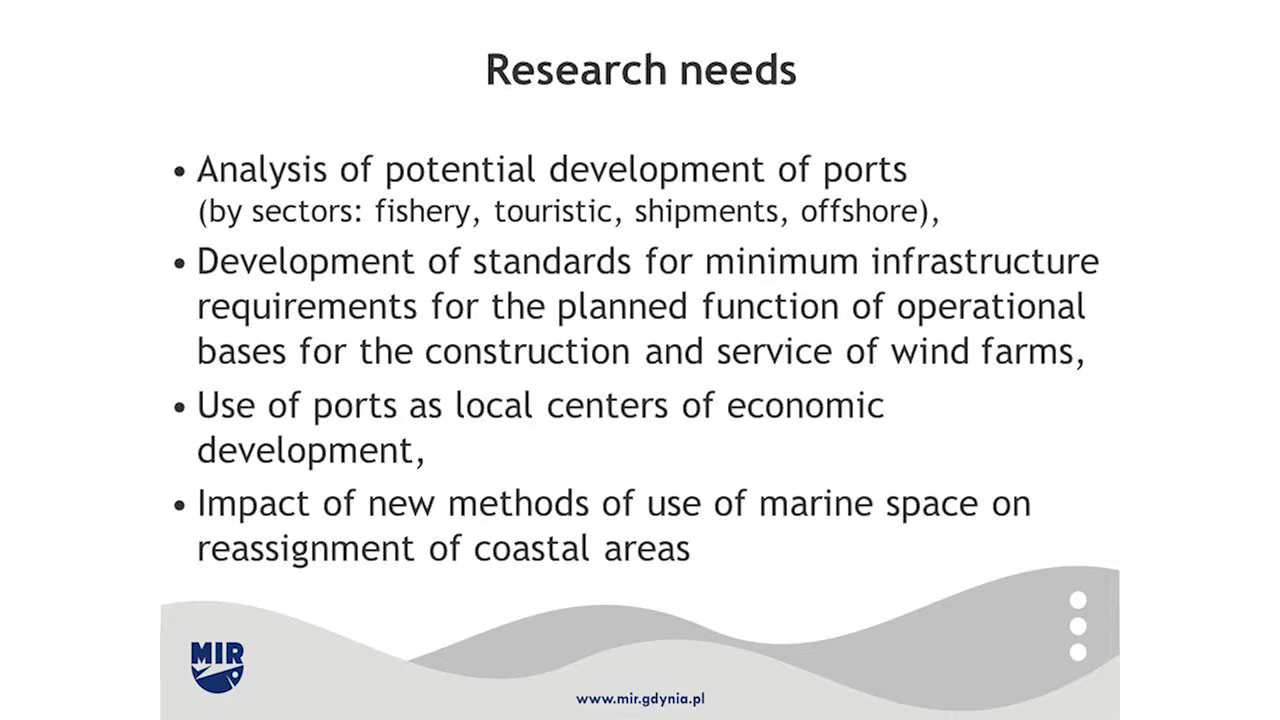 Research needs
• Analysis of potential development of ports
(by sectors: fishery, touristic, shipments, offshore),
• Development of standards for minimum infrastructure
requirements for the planned function of operational
bases for the construction and service of wind farms,
• Use of ports as local centers of economic
development,
• Impact of new methods of use of marine space on
reassignment of coastal areas
MIR
www.mir.gdynia.pl